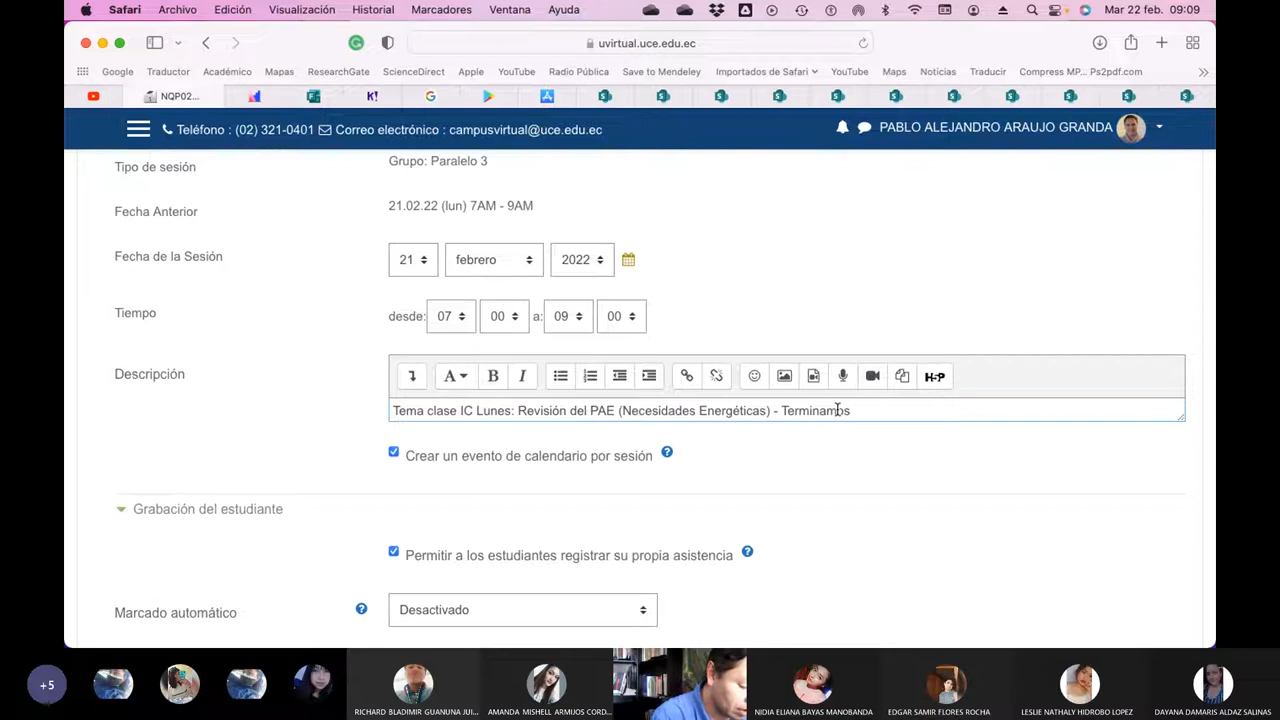 Safari Archivo Edición Visualización Historial Marcadores Ventana Ayuda Mar 22 feb. 09:09
uvirtual.uce.edu.ec
Google Traductor Académico Mapas ResearchGate ScienceDirect Apple YouTube Radio Pública Save to Mendeley Importados de Safari YouTube Maps Noticias Traducir Compress MP... Ps2pdf.com
NQP02...
Teléfono : (02) 321-0401 Correo electrónico : campusvirtual@uce.edu.ec PABLO ALEJANDRO ARAUJO GRANDA
Tipo de sesión Grupo: Paralelo 3
Fecha Anterior 21.02.22 (lun) 7AM - 9AM
Fecha de la Sesión 21 febrero 2022
Tiempo desde: 07 00 a: 09 00
Descripción
A B I H-P
Tema clase IC Lunes: Revisión del PAE (Necesidades Energéticas) - Terminamos
Crear un evento de calendario por sesión
Grabación del estudiante
Permitir a los estudiantes registrar su propia asistencia
Marcado automático Desactivado
+5
RICHARD BLADIMIR GUANUNA JUI... AMANDA MISHELL ARMIJOS CORD... NIDIA ELIANA BAYAS MANOBANDA EDGAR SAMIR FLORES ROCHA LESLIE NATHALY HIDROBO LOPEZ DAYANA DAMARIS ALDAZ SALINAS